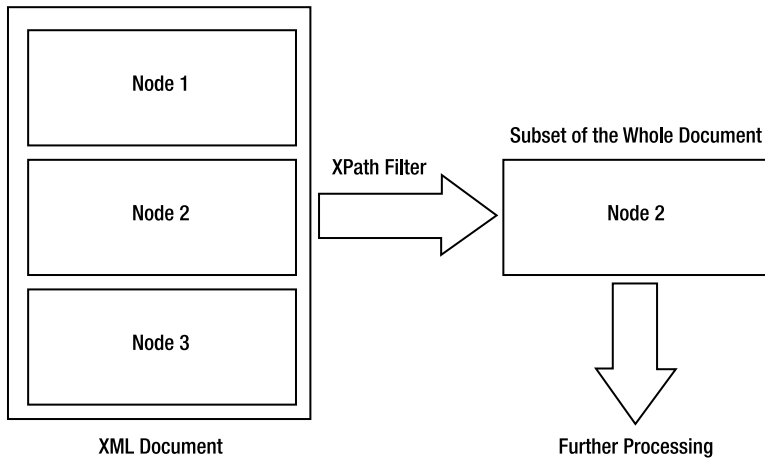 Node 1
Node 2
Node 3
XML Document
XPath Filter
Subset of the Whole Document
Node 2
Further Processing